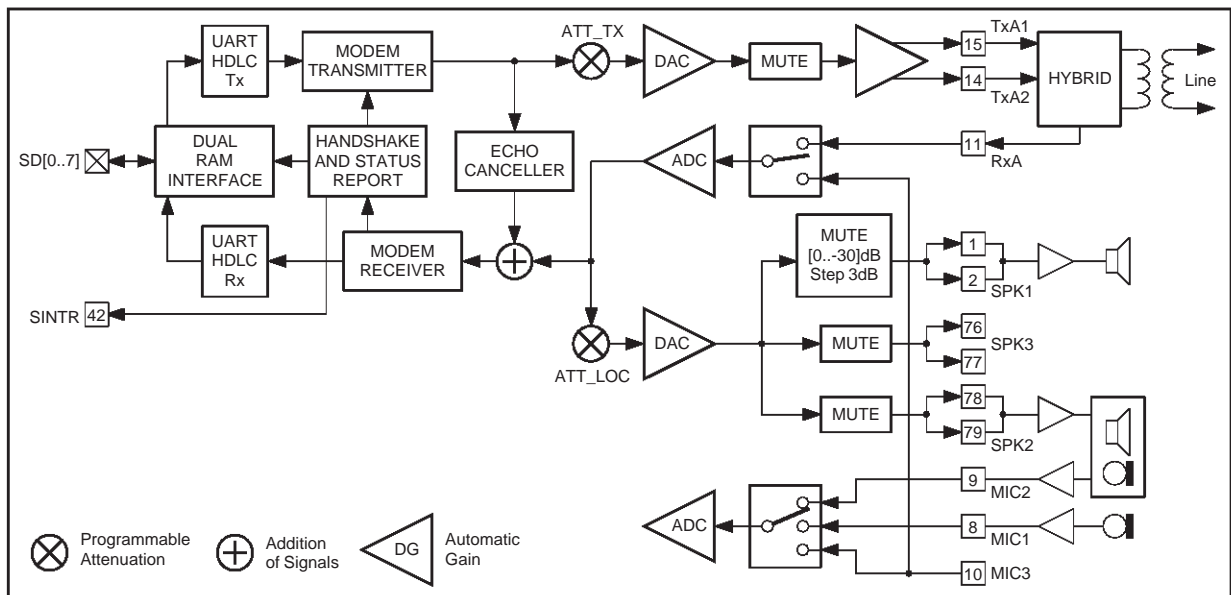 UART
HDLC
Tx
MODEM
TRANSMITTER
ATT_TX
DAC
MUTE
15
TxA1
14
TxA2
HYBRID
Line
SD[0..7]
DUAL
RAM
INTERFACE
HANDSHAKE
AND STATUS
REPORT
ECHO
CANCELLER
ADC
11
RxA
UART
HDLC
Rx
MODEM
RECEIVER
MUTE
[0..-30]dB
Step 3dB
1
2
SPK1
SINTR
42
ATT_LOC
DAC
MUTE
76
SPK3
77
MUTE
78
79
SPK2
ADC
9
MIC2
8
MIC1
10
MIC3
Programmable
Attenuation
Addition
of Signals
DG
Automatic
Gain